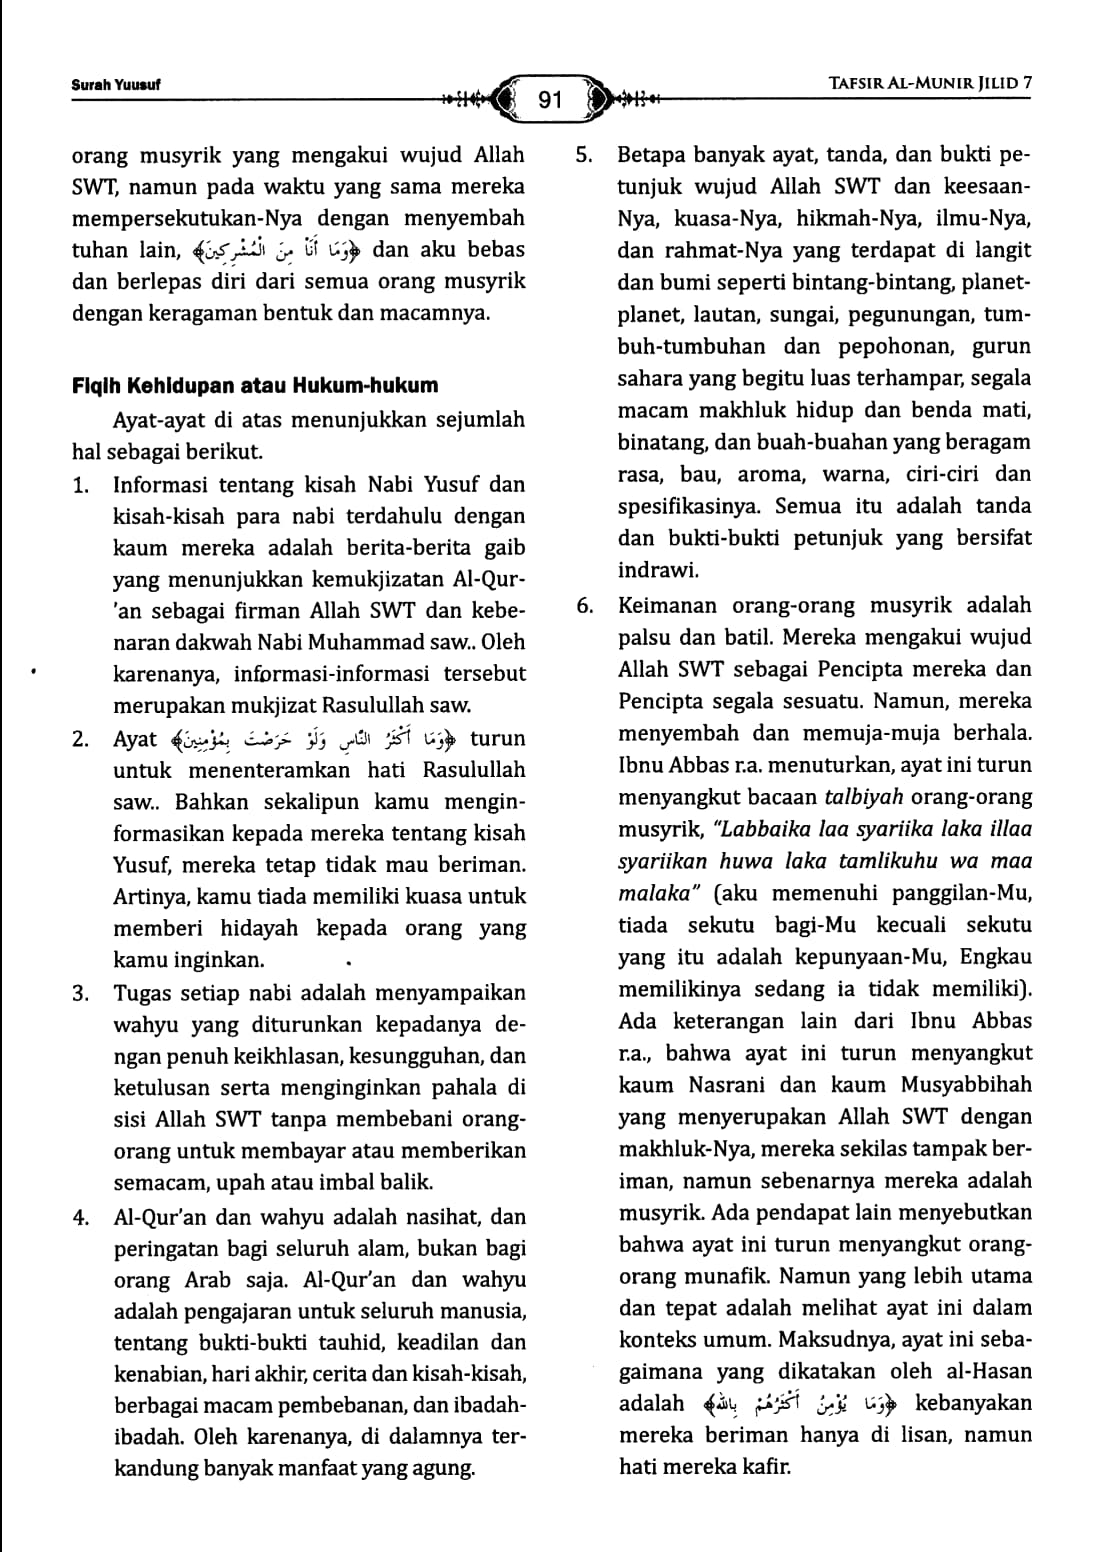 Surah Yuusuf
91
TAFSIR AL-MUNIR JILID 7
orang musyrik yang mengakui wujud Allah
SWT, namun pada waktu yang sama mereka
mempersekutukan-Nya dengan menyembah
tuhan lain, ﴿وَمَا أَنَا مِنَ الْمُشْرِكِينَ﴾ dan aku bebas
dan berlepas diri dari semua orang musyrik
dengan keragaman bentuk dan macamnya.
Fiqih Kehidupan atau Hukum-hukum
Ayat-ayat di atas menunjukkan sejumlah
hal sebagai berikut.
1. Informasi tentang kisah Nabi Yusuf dan
kisah-kisah para nabi terdahulu dengan
kaum mereka adalah berita-berita gaib
yang menunjukkan kemukjizatan Al-Qur-
'an sebagai firman Allah SWT dan kebe-
naran dakwah Nabi Muhammad saw.. Oleh
karenanya, informasi-informasi tersebut
merupakan mukjizat Rasulullah saw.
2. Ayat ﴿وَمَا أَكْثَرُ النَّاسِ وَلَوْ حَرَصْتَ بِمُؤْمِنِينَ﴾ turun
untuk menenteramkan hati Rasulullah
saw.. Bahkan sekalipun kamu mengin-
formasikan kepada mereka tentang kisah
Yusuf, mereka tetap tidak mau beriman.
Artinya, kamu tiada memiliki kuasa untuk
memberi hidayah kepada orang yang
kamu inginkan.
3. Tugas setiap nabi adalah menyampaikan
wahyu yang diturunkan kepadanya de-
ngan penuh keikhlasan, kesungguhan, dan
ketulusan serta menginginkan pahala di
sisi Allah SWT tanpa membebani orang-
orang untuk membayar atau memberikan
semacam, upah atau imbal balik.
4. Al-Qur'an dan wahyu adalah nasihat, dan
peringatan bagi seluruh alam, bukan bagi
orang Arab saja. Al-Qur'an dan wahyu
adalah pengajaran untuk seluruh manusia,
tentang bukti-bukti tauhid, keadilan dan
kenabian, hari akhir, cerita dan kisah-kisah,
berbagai macam pembebanan, dan ibadah-
ibadah. Oleh karenanya, di dalamnya ter-
kandung banyak manfaat yang agung.
5. Betapa banyak ayat, tanda, dan bukti pe-
tunjuk wujud Allah SWT dan keesaan-
Nya, kuasa-Nya, hikmah-Nya, ilmu-Nya,
dan rahmat-Nya yang terdapat di langit
dan bumi seperti bintang-bintang, planet-
planet, lautan, sungai, pegunungan, tum-
buh-tumbuhan dan pepohonan, gurun
sahara yang begitu luas terhampar, segala
macam makhluk hidup dan benda mati,
binatang, dan buah-buahan yang beragam
rasa, bau, aroma, warna, ciri-ciri dan
spesifikasinya. Semua itu adalah tanda
dan bukti-bukti petunjuk yang bersifat
indrawi.
6. Keimanan orang-orang musyrik adalah
palsu dan batil. Mereka mengakui wujud
Allah SWT sebagai Pencipta mereka dan
Pencipta segala sesuatu. Namun, mereka
menyembah dan memuja-muja berhala.
Ibnu Abbas r.a. menuturkan, ayat ini turun
menyangkut bacaan talbiyah orang-orang
musyrik, "Labbaika laa syariika laka illaa
syariikan huwa laka tamlikuhu wa maa
malaka" (aku memenuhi panggilan-Mu,
tiada sekutu bagi-Mu kecuali sekutu
yang itu adalah kepunyaan-Mu, Engkau
memilikinya sedang ia tidak memiliki).
Ada keterangan lain dari Ibnu Abbas
r.a., bahwa ayat ini turun menyangkut
kaum Nasrani dan kaum Musyabbihah
yang menyerupakan Allah SWT dengan
makhluk-Nya, mereka sekilas tampak ber-
iman, namun sebenarnya mereka adalah
musyrik. Ada pendapat lain menyebutkan
bahwa ayat ini turun menyangkut orang-
orang munafik. Namun yang lebih utama
dan tepat adalah melihat ayat ini dalam
konteks umum. Maksudnya, ayat ini seba-
gaimana yang dikatakan oleh al-Hasan
adalah ﴿وَمَا يُؤْمِنُ أَكْثَرُهُمْ بِاللَّهِ﴾ kebanyakan
mereka beriman hanya di lisan, namun
hati mereka kafir.